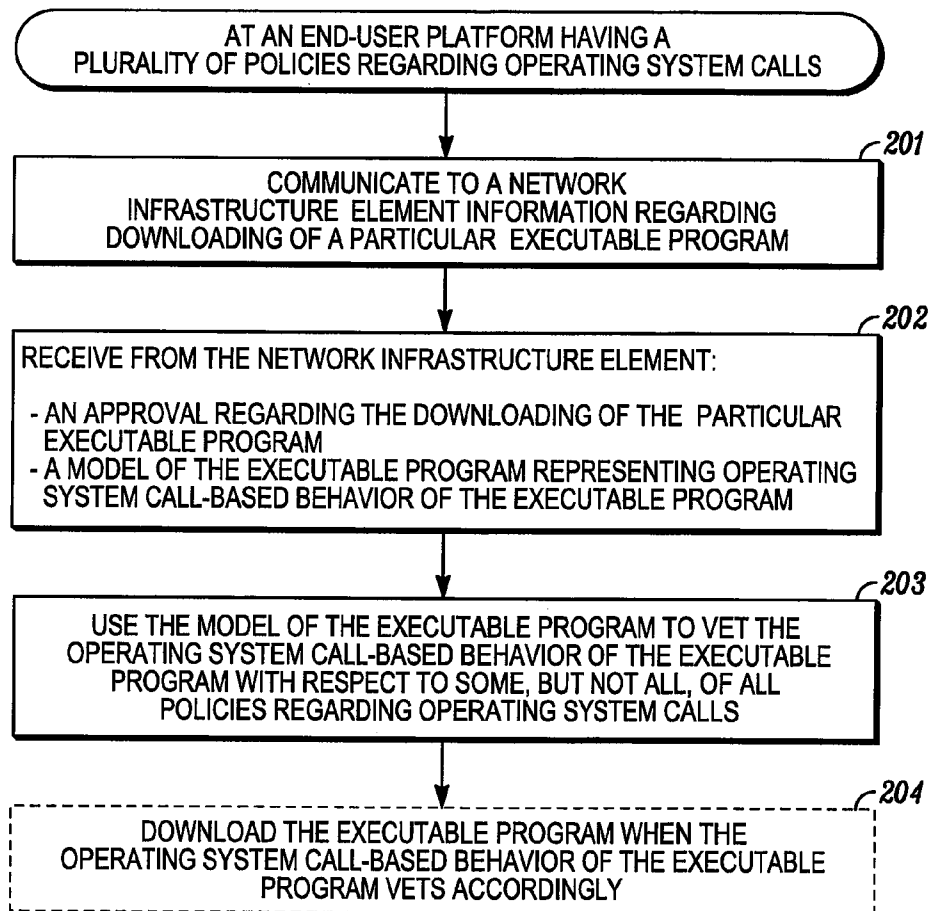 AT AN END-USER PLATFORM HAVING A
PLURALITY OF POLICIES REGARDING OPERATING SYSTEM CALLS
201
COMMUNICATE TO A NETWORK
INFRASTRUCTURE ELEMENT INFORMATION REGARDING
DOWNLOADING OF A PARTICULAR EXECUTABLE PROGRAM
202
RECEIVE FROM THE NETWORK INFRASTRUCTURE ELEMENT:
- AN APPROVAL REGARDING THE DOWNLOADING OF THE PARTICULAR
EXECUTABLE PROGRAM
- A MODEL OF THE EXECUTABLE PROGRAM REPRESENTING OPERATING
SYSTEM CALL-BASED BEHAVIOR OF THE EXECUTABLE PROGRAM
203
USE THE MODEL OF THE EXECUTABLE PROGRAM TO VET THE
OPERATING SYSTEM CALL-BASED BEHAVIOR OF THE EXECUTABLE
PROGRAM WITH RESPECT TO SOME, BUT NOT ALL, OF ALL
POLICIES REGARDING OPERATING SYSTEM CALLS
204
DOWNLOAD THE EXECUTABLE PROGRAM WHEN THE
OPERATING SYSTEM CALL-BASED BEHAVIOR OF THE EXECUTABLE
PROGRAM VETS ACCORDINGLY